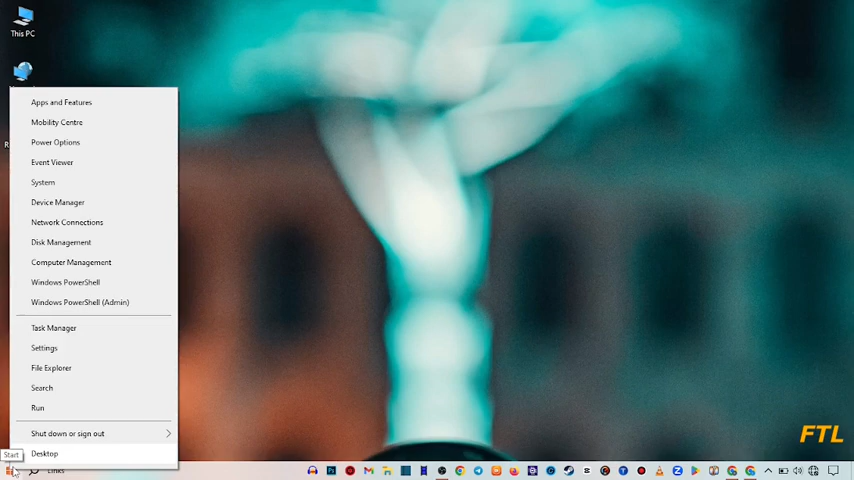 This PC
Apps and Features
Mobility Centre
Power Options
Event Viewer
System
Device Manager
Network Connections
Disk Management
Computer Management
Windows PowerShell
Windows PowerShell (Admin)
Task Manager
Settings
File Explorer
Search
Run
Shut down or sign out
Desktop
Start
Links
FTL